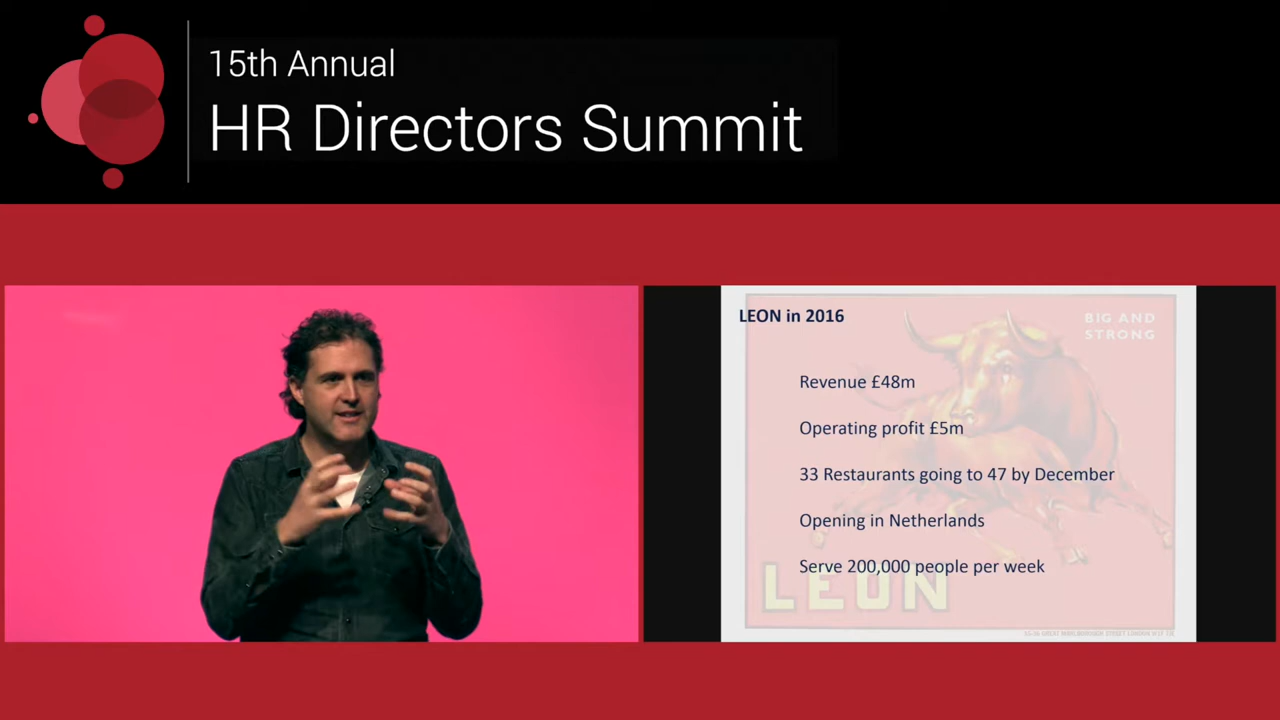 15th Annual
HR Directors Summit
LEON in 2016
BIG AND
STRONG
Revenue £48m
Operating profit £5m
33 Restaurants going to 47 by December
Opening in Netherlands
Serve 200,000 people per week
LEON